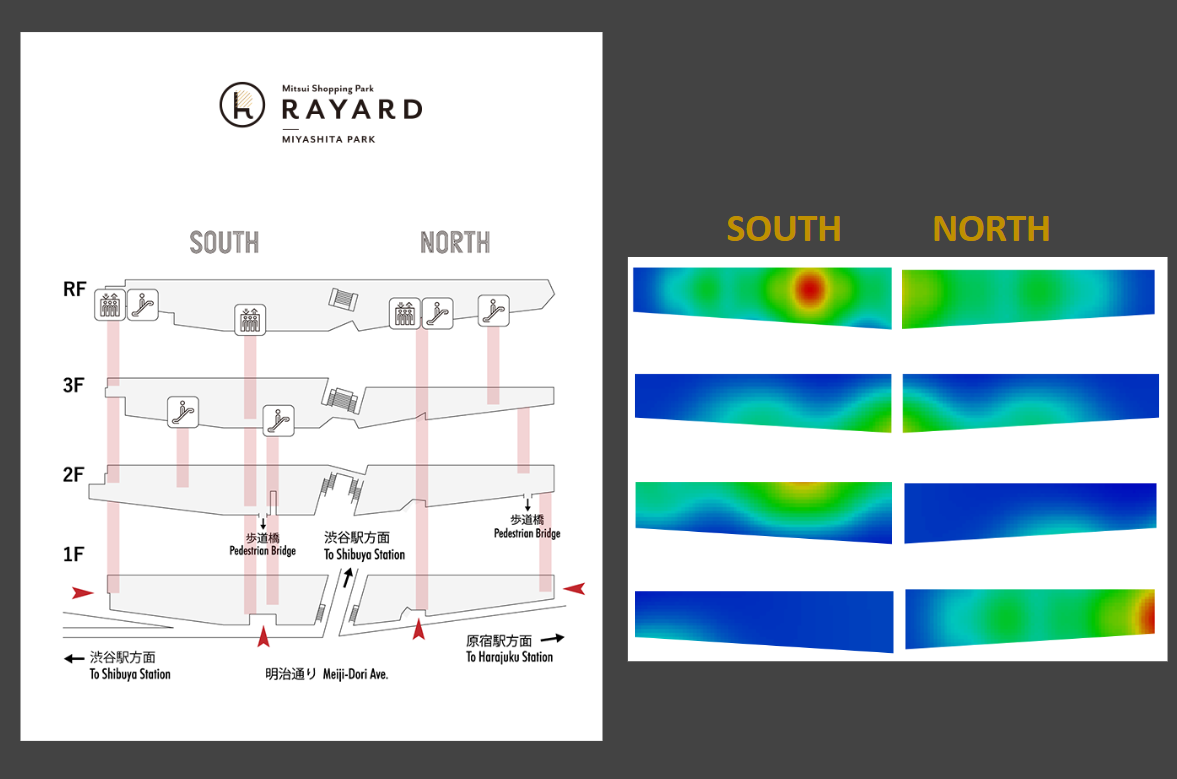 Mitsui Shopping Park
RAYARD
MIYASHITA PARK
SOUTH
NORTH
RF
3F
2F
歩道橋
Pedestrian Bridge
歩道橋
Pedestrian Bridge
渋谷駅方面
To Shibuya Station
1F
渋谷駅方面
To Shibuya Station
明治通り Meiji-Dori Ave.
原宿駅方面
To Harajuku Station
SOUTH
NORTH